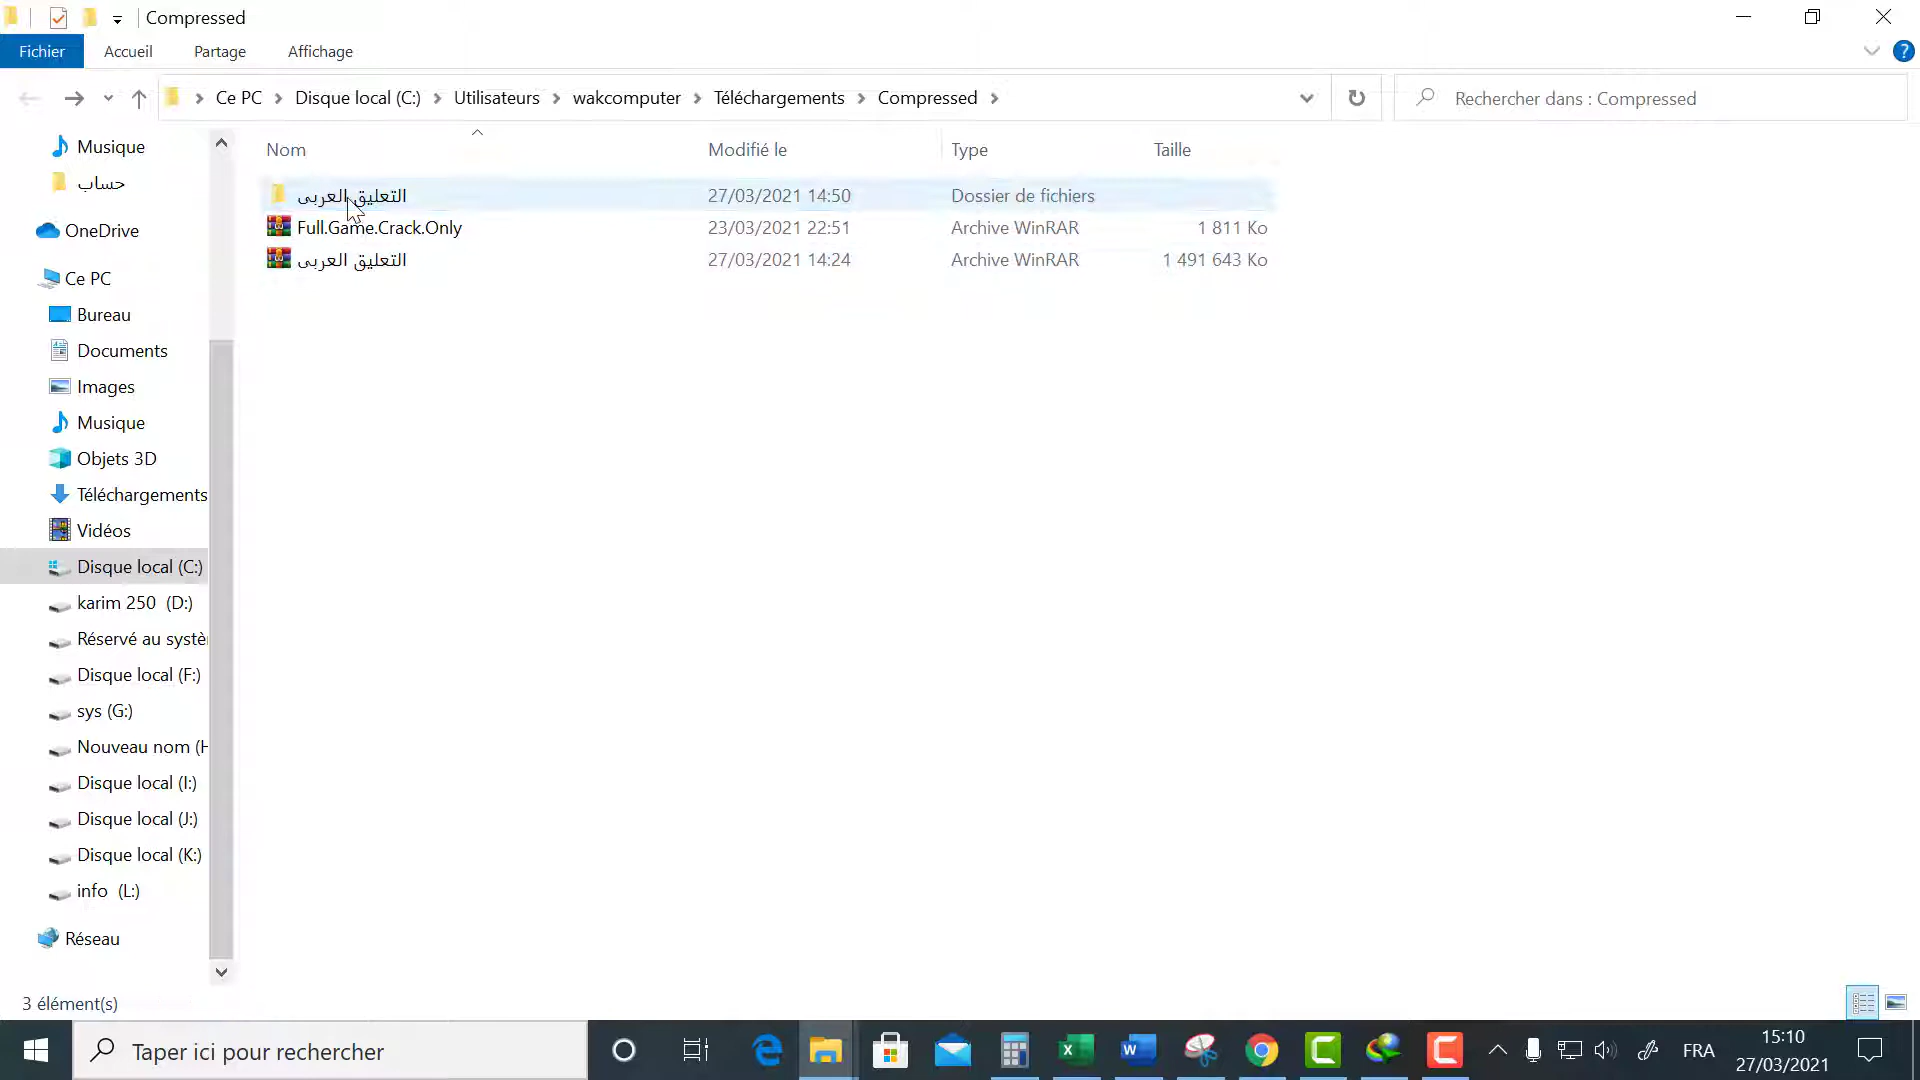 Compressed
Fichier Accueil Partage Affichage
Ce PC Disque local (C:) Utilisateurs wakcomputer Téléchargements Compressed
Rechercher dans : Compressed
Nom Modifié le Type Taille
التعليق العربى 27/03/2021 14:50 Dossier de fichiers
Full.Game.Crack.Only 23/03/2021 22:51 Archive WinRAR 1 811 Ko
التعليق العربى 27/03/2021 14:24 Archive WinRAR 1 491 643 Ko
Musique
حساب
OneDrive
Ce PC
Bureau
Documents
Images
Musique
Objets 3D
Téléchargements
Vidéos
Disque local (C:)
karim 250 (D:)
Réservé au systè
Disque local (F:)
sys (G:)
Nouveau nom (H
Disque local (I:)
Disque local (J:)
Disque local (K:)
info (L:)
Réseau
3 élément(s)
Taper ici pour rechercher
FRA
15:10
27/03/2021